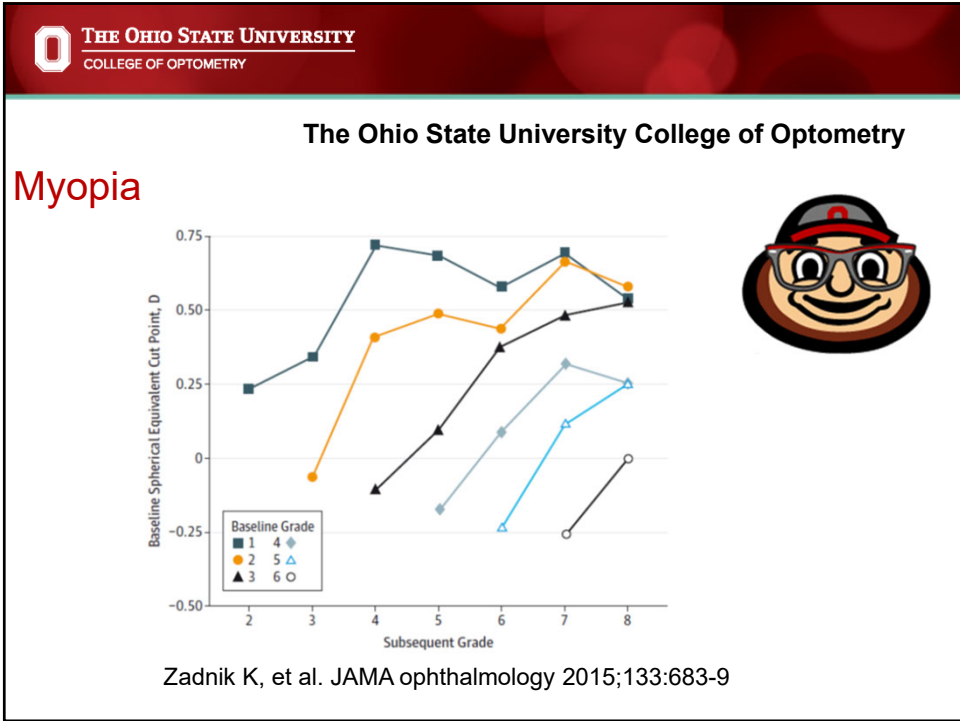 THE OHIO STATE UNIVERSITY
COLLEGE OF OPTOMETRY
The Ohio State University College of Optometry
Myopia
0.75
0.50
0.25
0
−0.25
−0.50
Baseline Spherical Equivalent Cut Point, D
Baseline Grade
1 4
2 5
3 6
2 3 4 5 6 7 8
Subsequent Grade
Zadnik K, et al. JAMA ophthalmology 2015;133:683-9